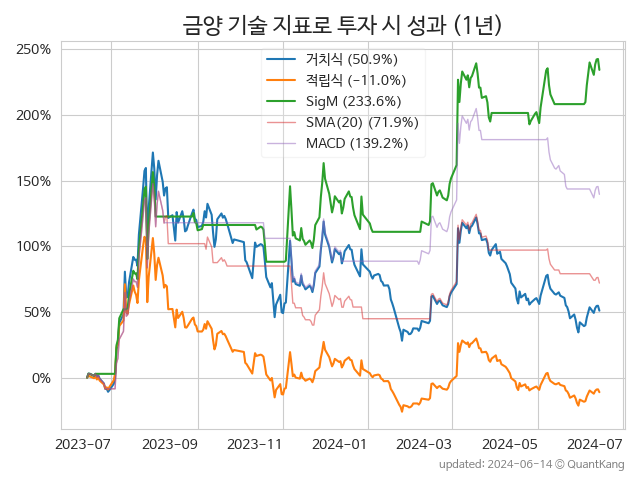 금양 기술 지표로 투자 시 성과 (1년)
250%
200%
150%
100%
50%
0%
거치식 (50.9%)
적립식 (-11.0%)
SigM (233.6%)
SMA(20) (71.9%)
MACD (139.2%)
2023-07 2023-09 2023-11 2024-01 2024-03 2024-05 2024-07
updated: 2024-06-14 © QuantKang